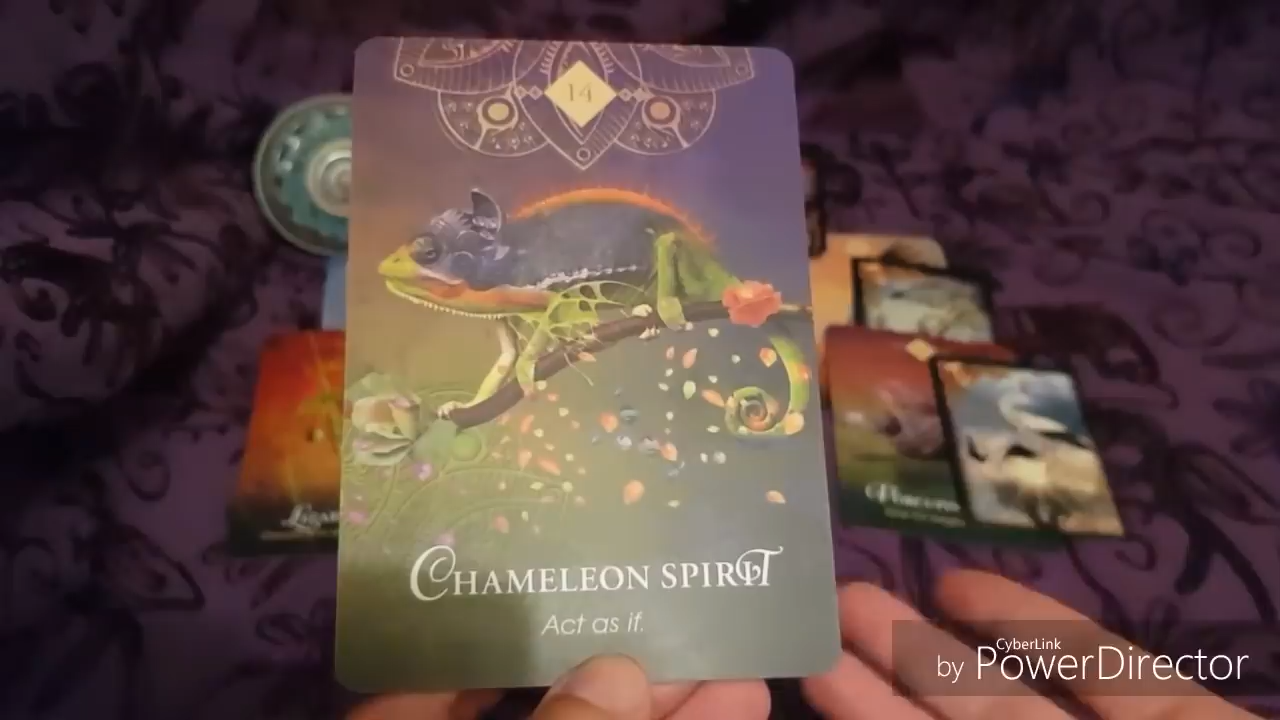 14
CHAMELEON SPIRIT
Act as if.
CyberLink
by PowerDirector